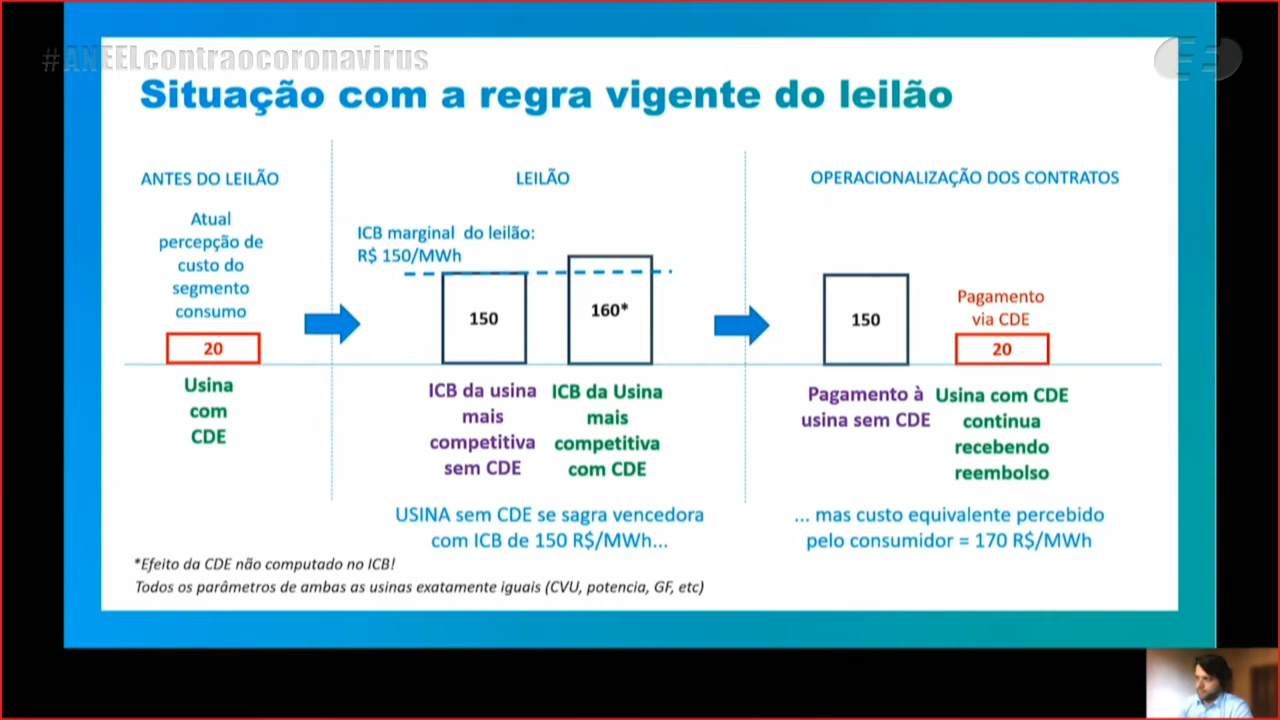 #ANEELcontraocoronavirus
Situação com a regra vigente do leilão
ANTES DO LEILÃO
Atual
percepção de
custo do
segmento
consumo
20
Usina
com
CDE
LEILÃO
ICB marginal do leilão:
R$ 150/MWh
150
160*
ICB da usina
mais
competitiva
sem CDE
ICB da Usina
mais
competitiva
com CDE
USINA sem CDE se sagra vencedora
com ICB de 150 R$/MWh...
OPERACIONALIZAÇÃO DOS CONTRATOS
150
Pagamento
via CDE
20
Pagamento à
usina sem CDE
Usina com CDE
continua
recebendo
reembolso
... mas custo equivalente percebido
pelo consumidor = 170 R$/MWh
*Efeito da CDE não computado no ICB!
Todos os parâmetros de ambas as usinas exatamente iguais (CVU, potencia, GF, etc)